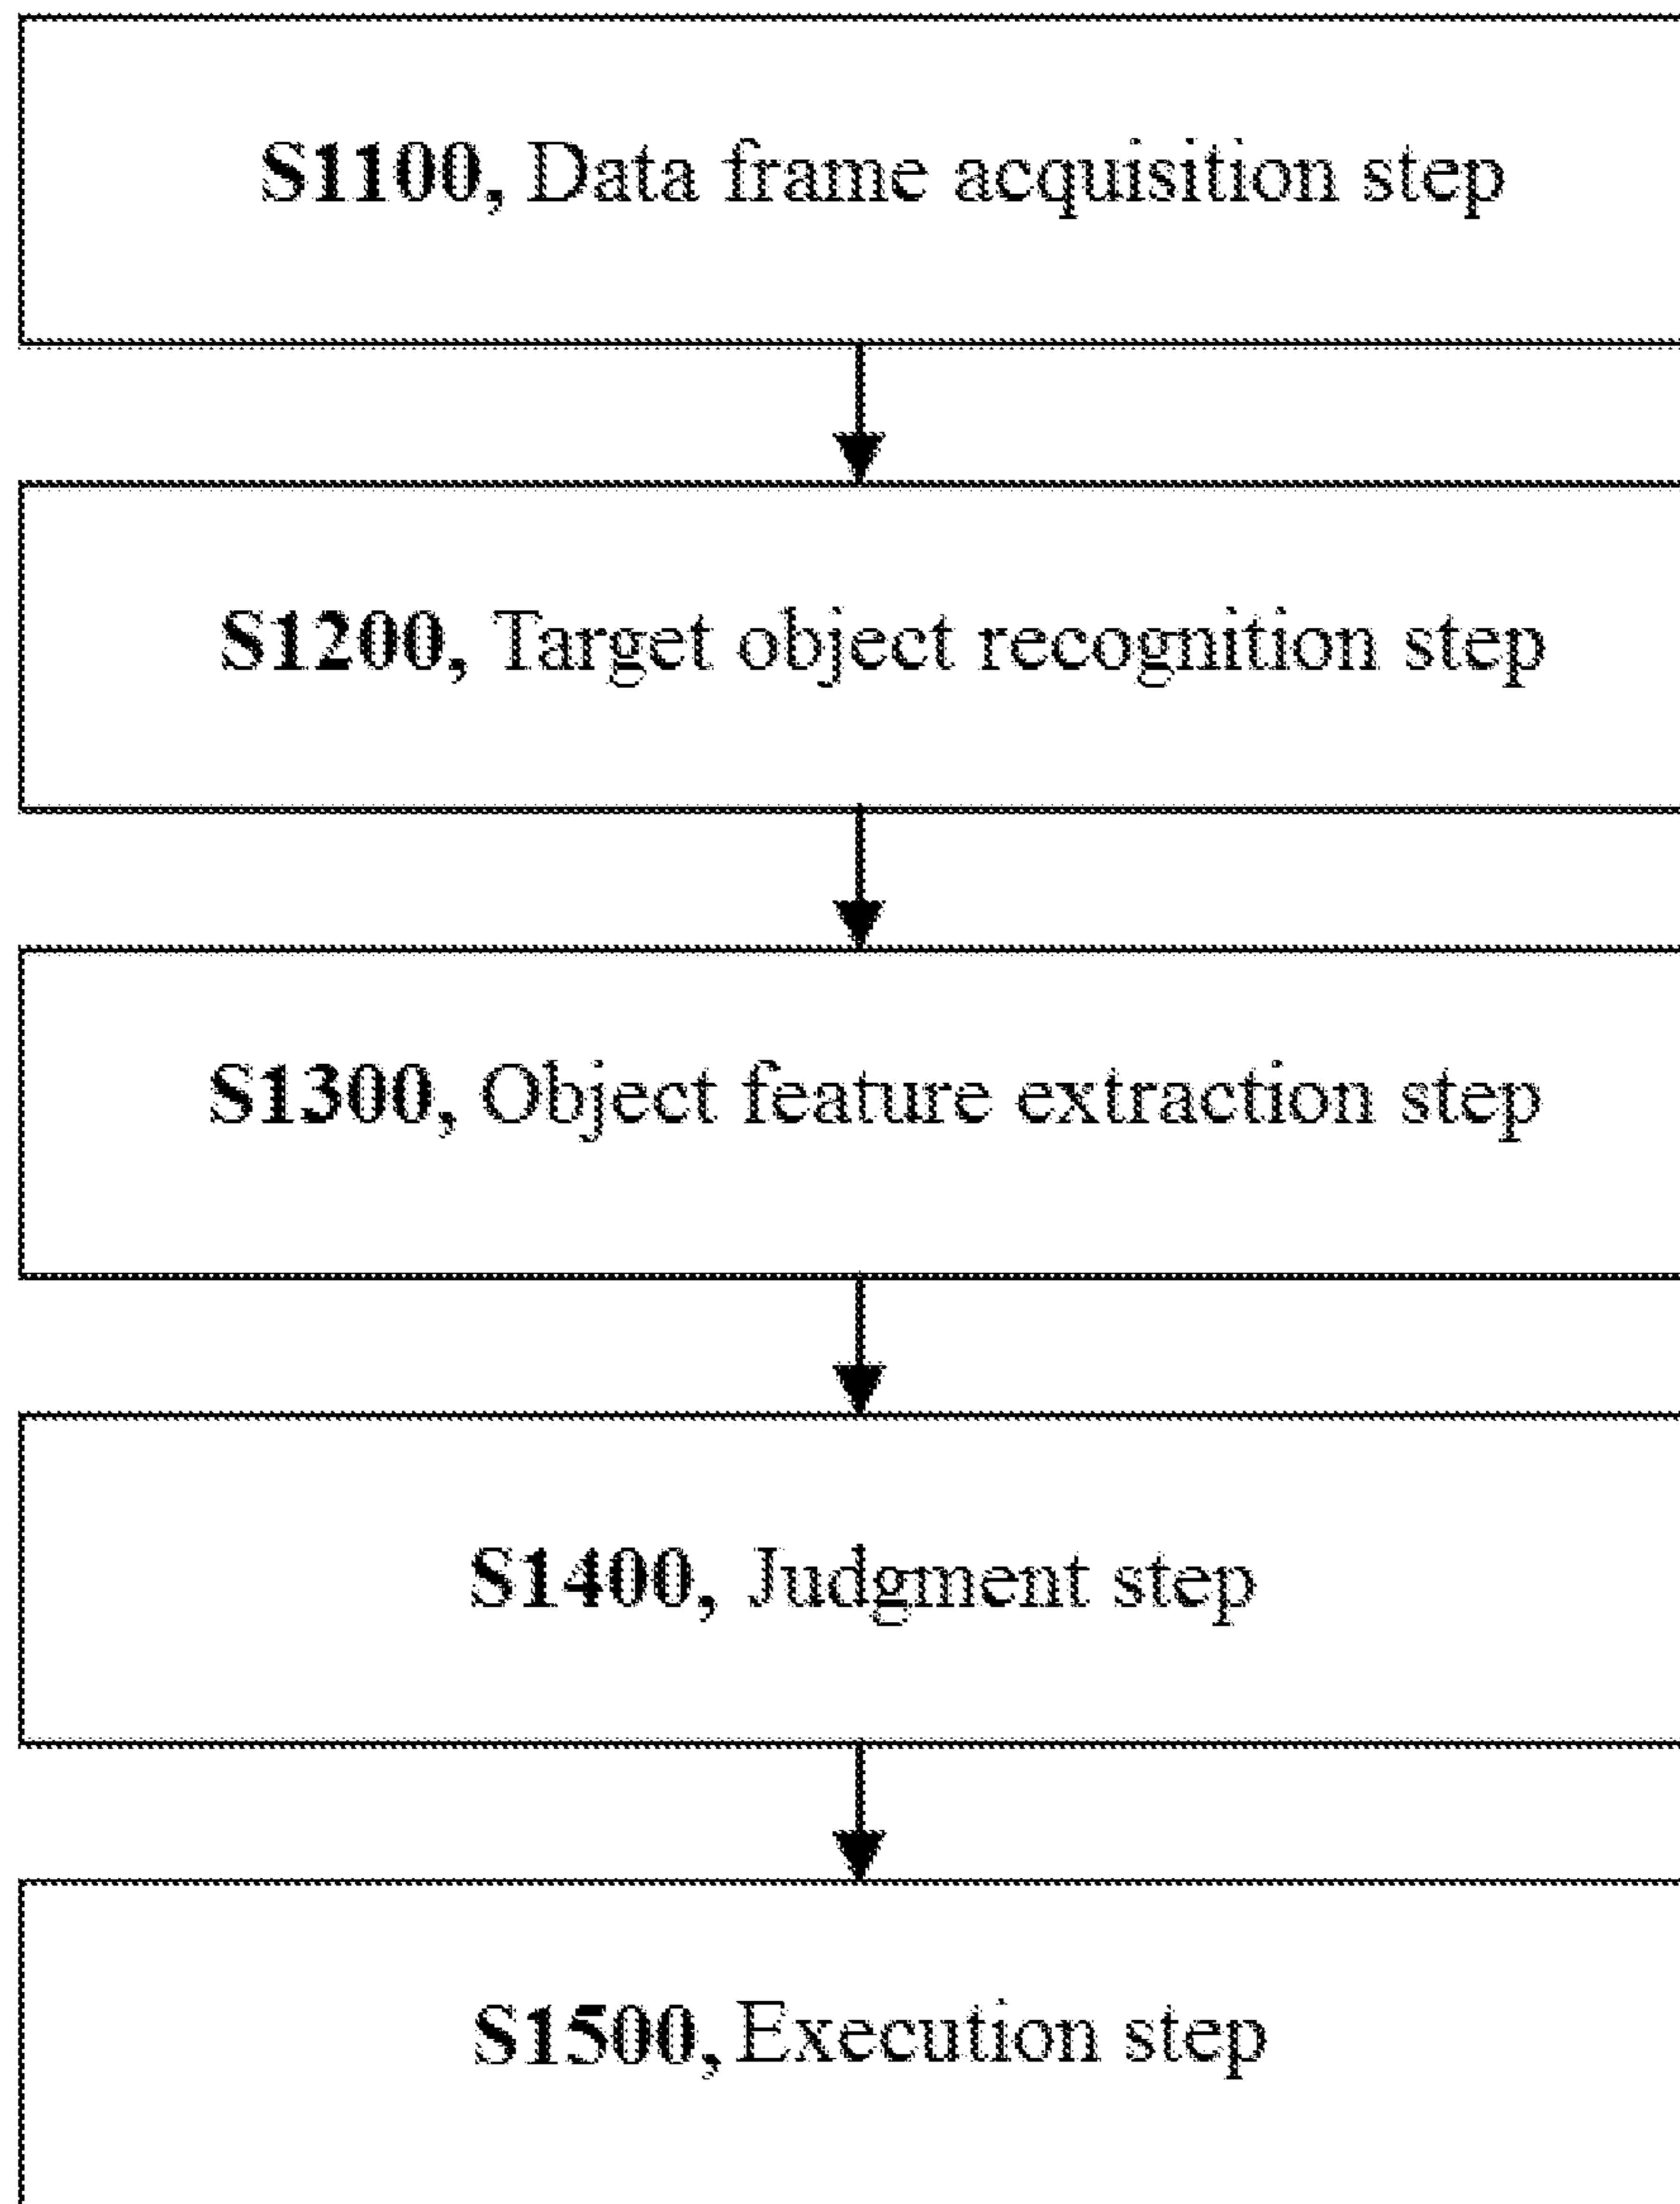 S1100, Data frame acquisition step
S1200, Target object recognition step
S1300, Object feature extraction step
S1400, Judgment step
S1500, Execution step